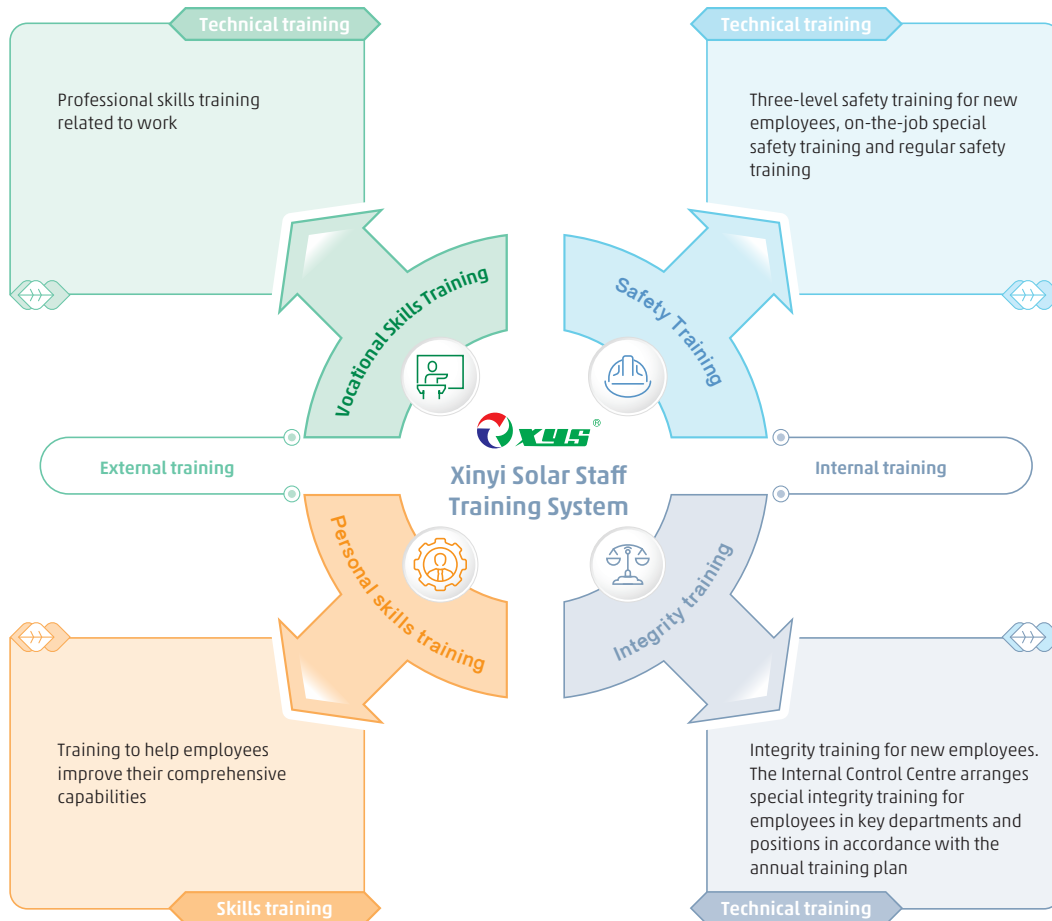 Technical training
Professional skills training
related to work
Technical training
Three-level safety training for new
employees, on-the-job special
safety training and regular safety
training
Vocational Skills Training
Safety Training
External training
XYS®
Xinyi Solar Staff
Training System
Internal training
Personal skills training
Integrity training
Training to help employees
improve their comprehensive
capabilities
Skills training
Integrity training for new employees.
The Internal Control Centre arranges
special integrity training for
employees in key departments and
positions in accordance with the
annual training plan
Technical training